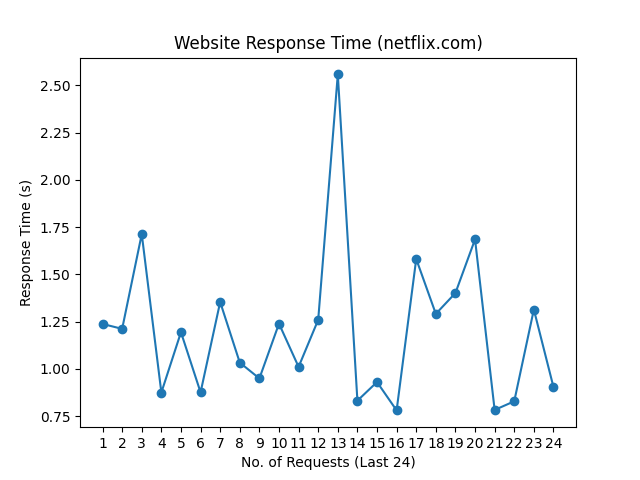 Website Response Time (netflix.com)
Response Time (s)
2.50
2.25
2.00
1.75
1.50
1.25
1.00
0.75
1 2 3 4 5 6 7 8 9 10 11 12 13 14 15 16 17 18 19 20 21 22 23 24
No. of Requests (Last 24)